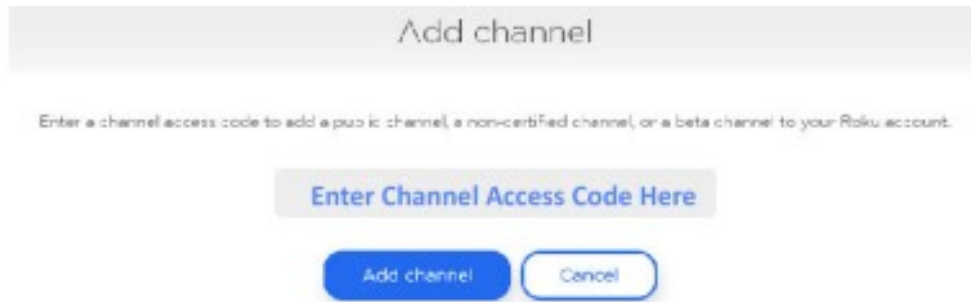 Add channel
Enter a channel access code to add a public channel, a non-certified channel, or a beta channel to your Roku account.
Enter Channel Access Code Here
Add channel Cancel